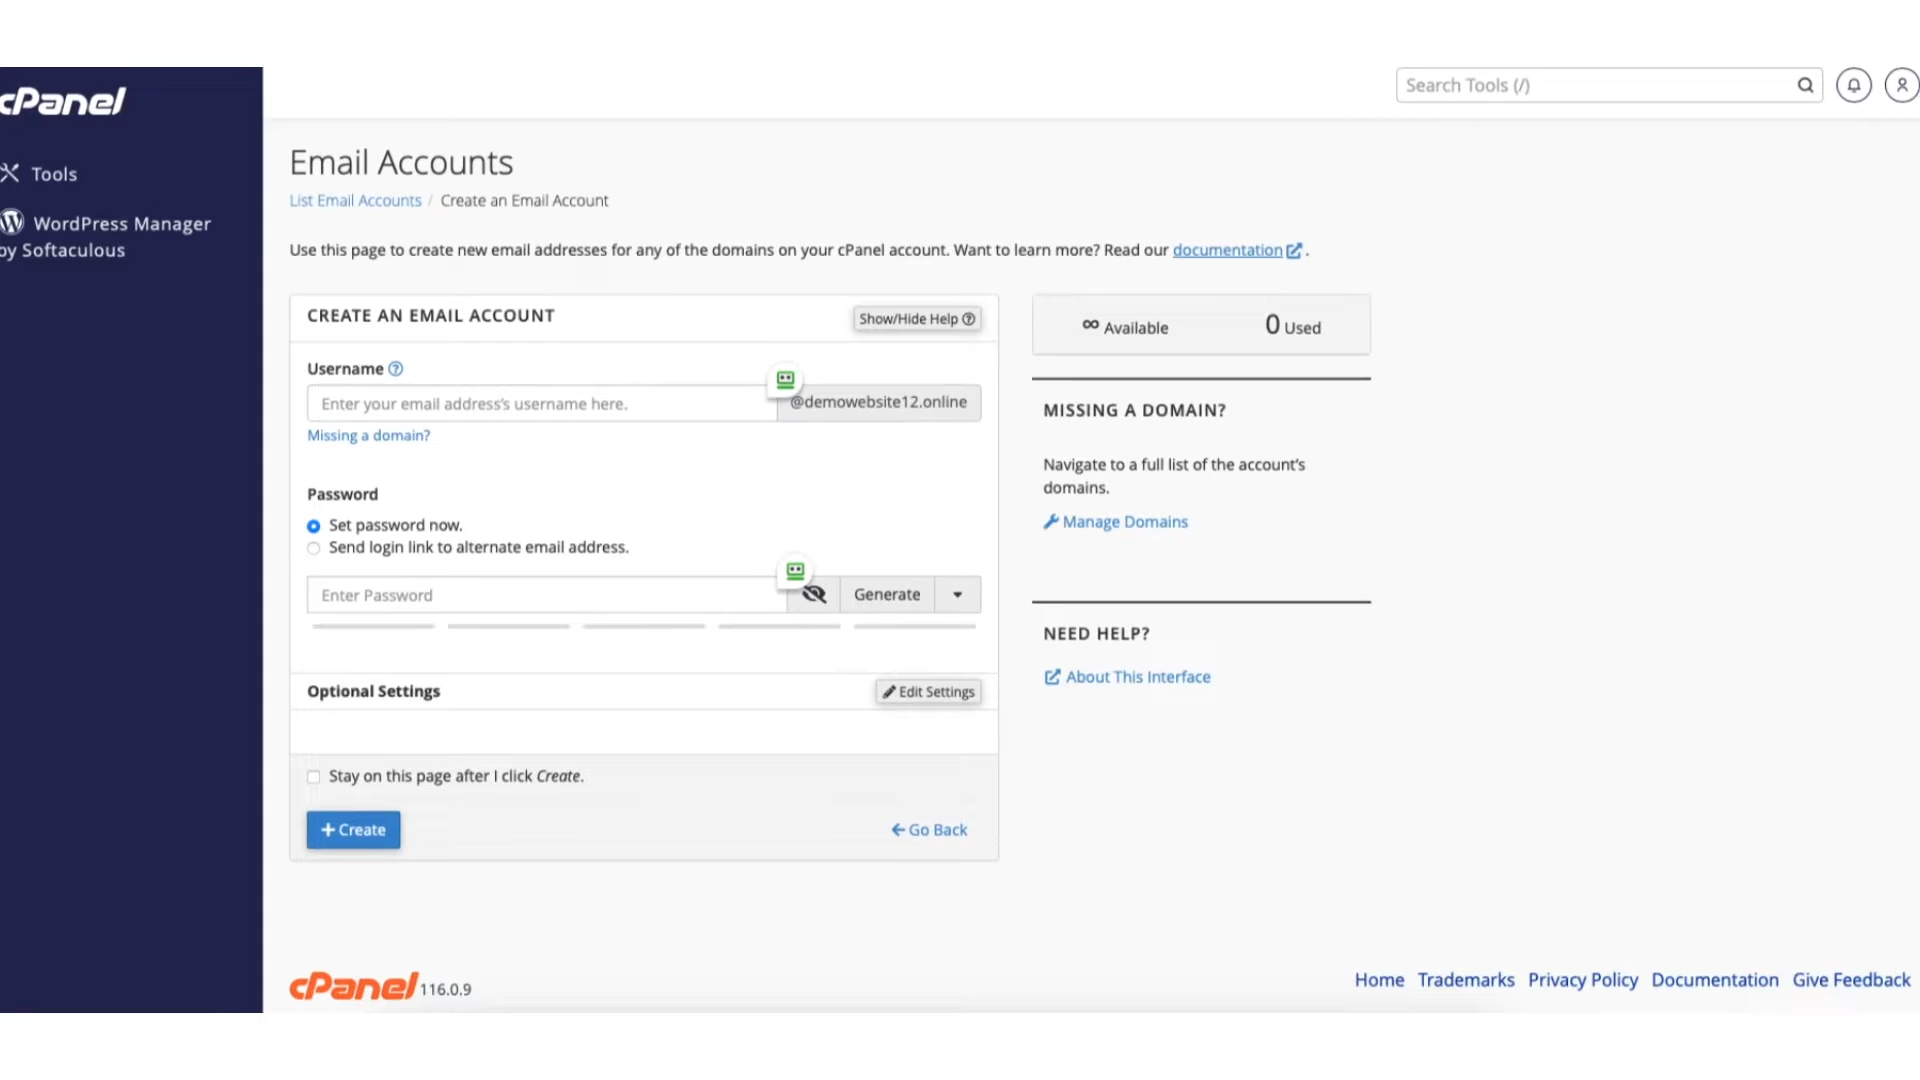 cPanel
Search Tools (/)
Tools
WordPress Manager
by Softaculous
Email Accounts
List Email Accounts / Create an Email Account
Use this page to create new email addresses for any of the domains on your cPanel account. Want to learn more? Read our documentation .
CREATE AN EMAIL ACCOUNT
Show/Hide Help
Username
Enter your email address's username here.
@demowebsite12.online
Missing a domain?
Password
Set password now.
Send login link to alternate email address.
Enter Password
Generate
Optional Settings
Edit Settings
Stay on this page after I click Create.
+ Create
Go Back
∞ Available
0 Used
MISSING A DOMAIN?
Navigate to a full list of the account's
domains.
Manage Domains
NEED HELP?
About This Interface
cPanel 116.0.9
Home Trademarks Privacy Policy Documentation Give Feedback